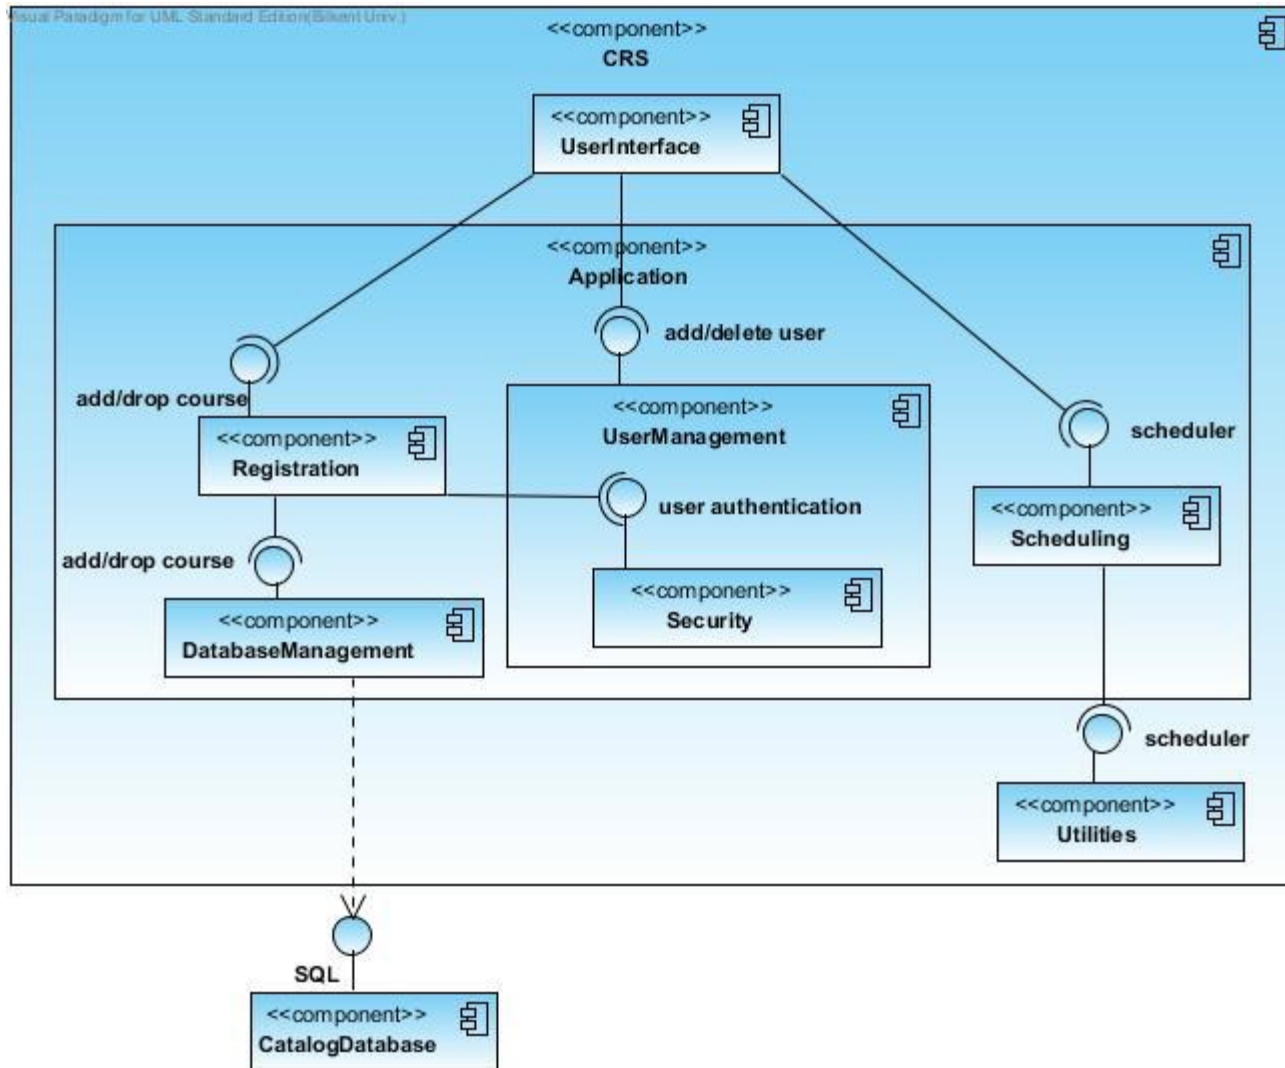 Visual Paradigm for UML Standard Edition(Bilkent Univ.)
<<component>>
CRS
<<component>>
UserInterface
<<component>>
Application
add/delete user
add/drop course
<<component>>
UserManagement
<<component>>
Registration
scheduler
user authentication
<<component>>
Scheduling
add/drop course
<<component>>
Security
<<component>>
DatabaseManagement
scheduler
<<component>>
Utilities
SQL
<<component>>
CatalogDatabase